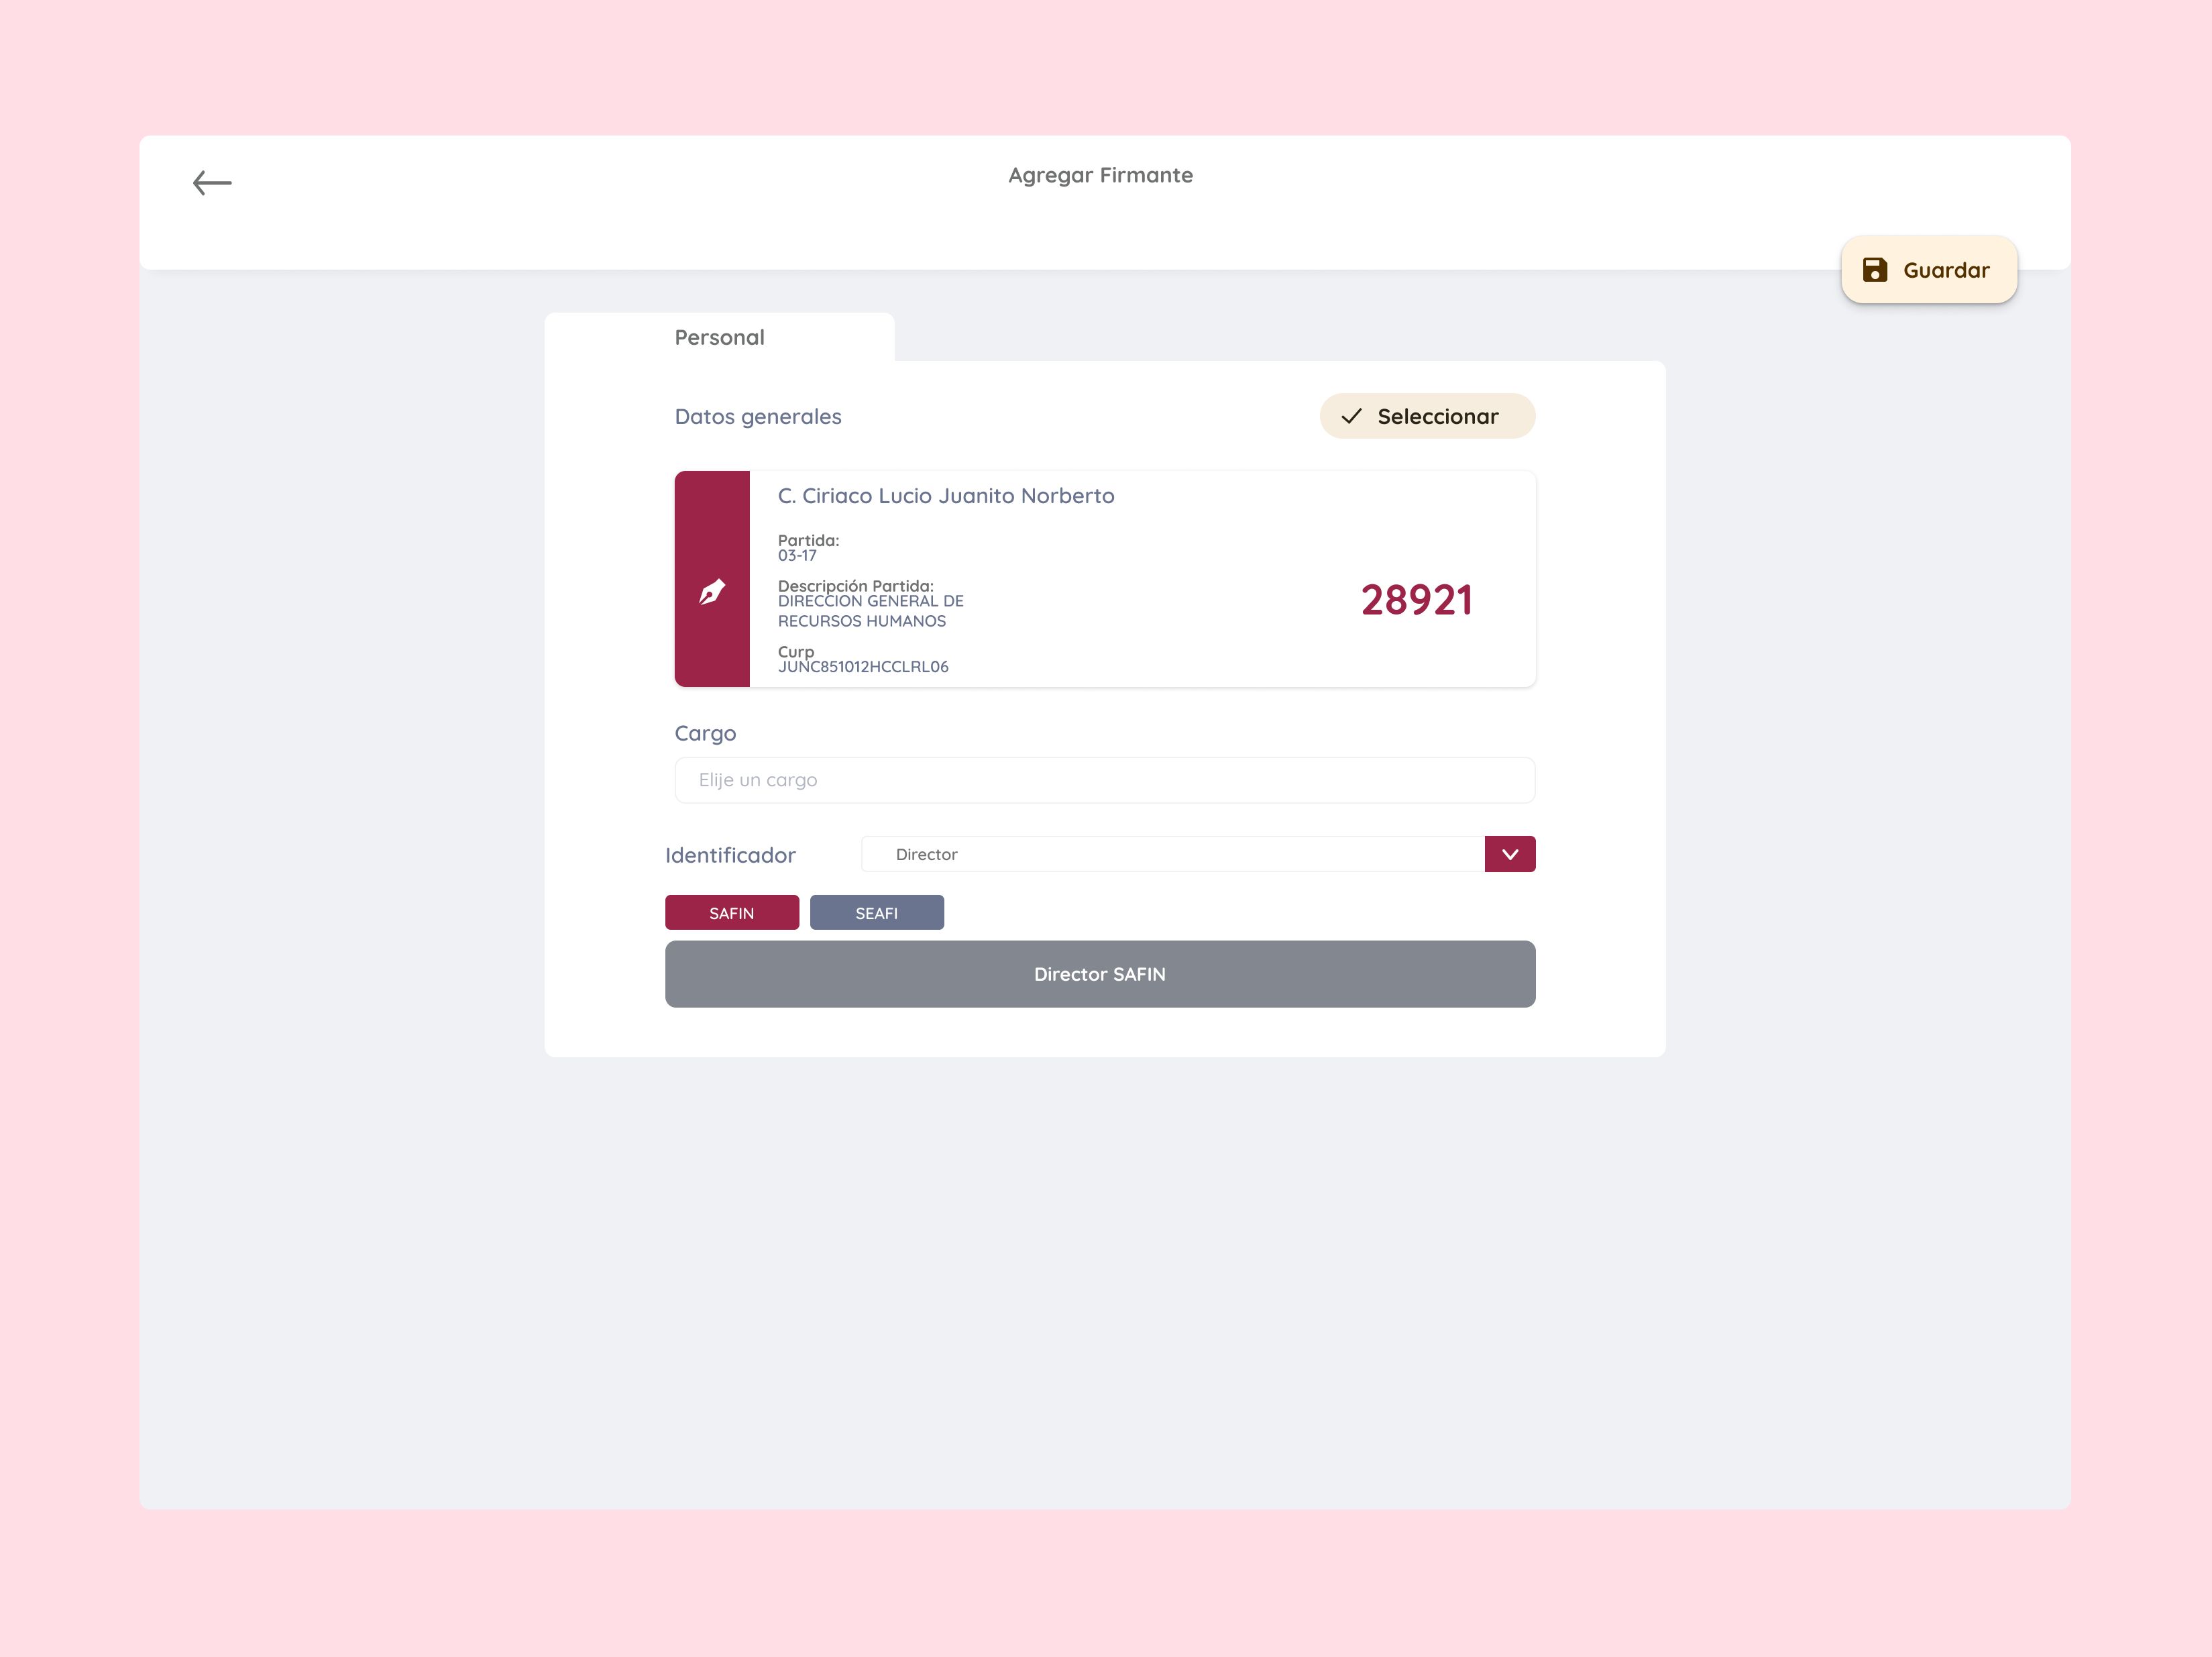 Agregar Firmante
Guardar
Personal
Datos generales
Seleccionar
C. Ciriaco Lucio Juanito Norberto
Partida:
03-17
Descripción Partida:
DIRECCION GENERAL DE
RECURSOS HUMANOS
28921
Curp
JUNC851012HCCLRL06
Cargo
Elije un cargo
Identificador
Director
SAFIN
SEAFI
Director SAFIN